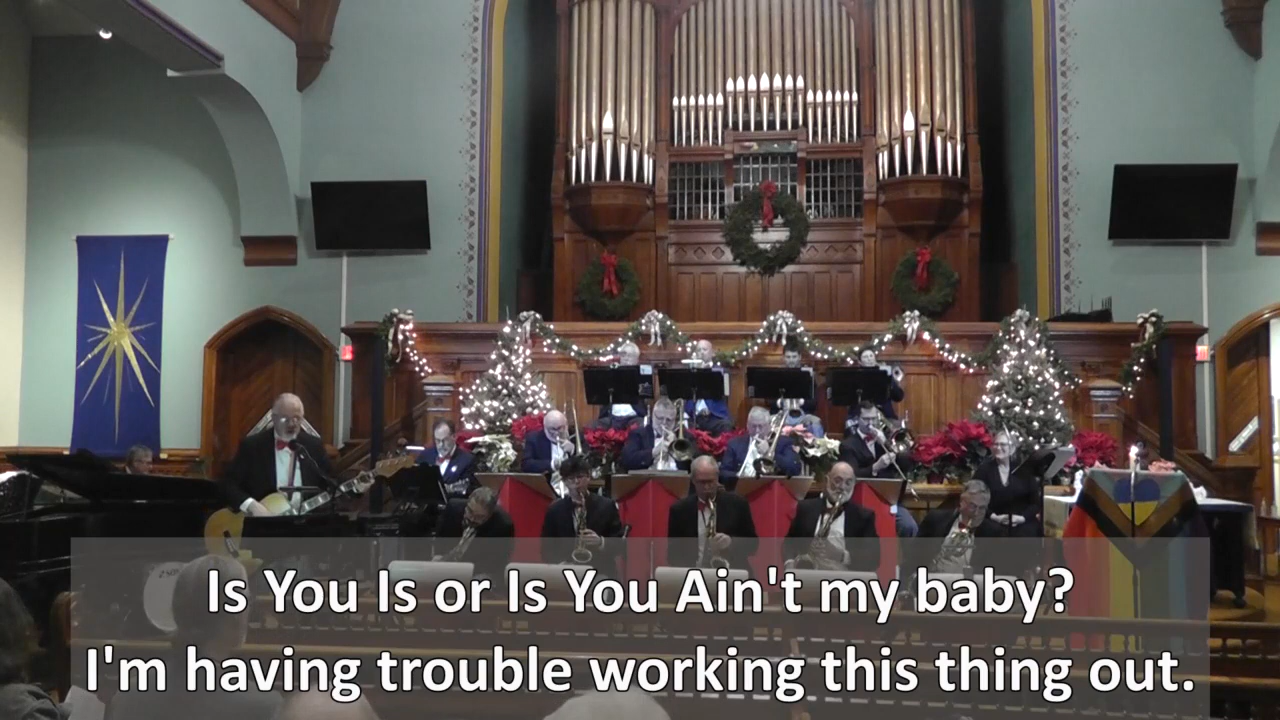 Is You Is or Is You Ain't my baby?
I'm having trouble working this thing out.